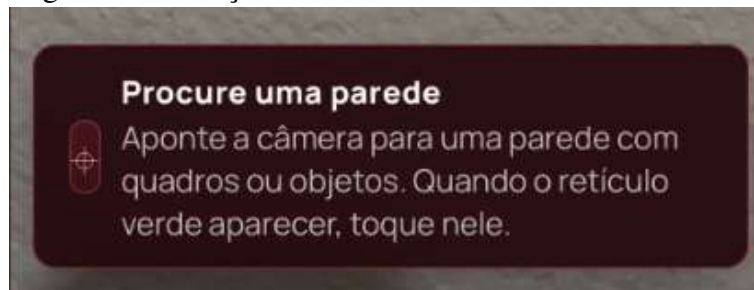 Procure uma parede
Aponte a câmera para uma parede com
quadros ou objetos. Quando o retículo
verde aparecer, toque nele.